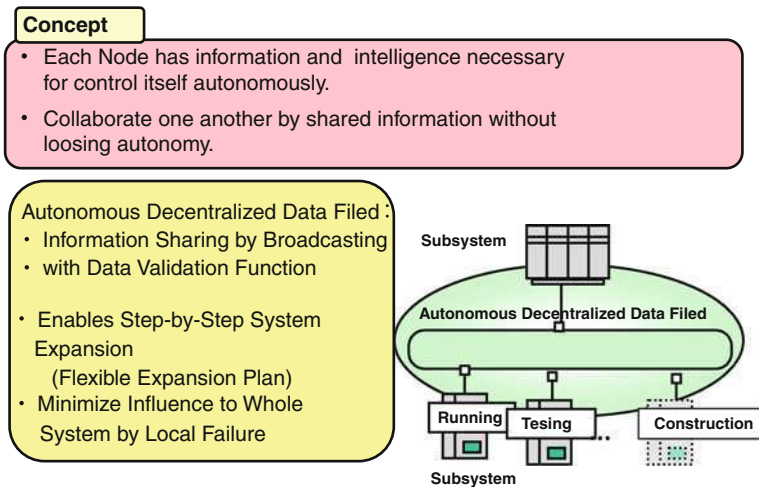 Concept
• Each Node has information and intelligence necessary
for control itself autonomously.
• Collaborate one another by shared information without
loosing autonomy.
Autonomous Decentralized Data Filed :
・ Information Sharing by Broadcasting
・ with Data Validation Function
・ Enables Step-by-Step System
Expansion
(Flexible Expansion Plan)
・ Minimize Influence to Whole
System by Local Failure
Subsystem
Autonomous Decentralized Data Filed
Running
Tesing
...
Construction
Subsystem